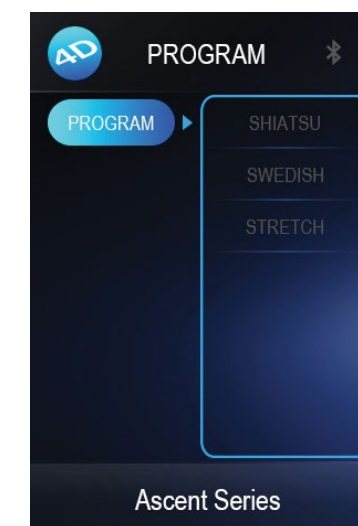 4D PROGRAM
PROGRAM
SHIATSU
SWEDISH
STRETCH
Ascent Series